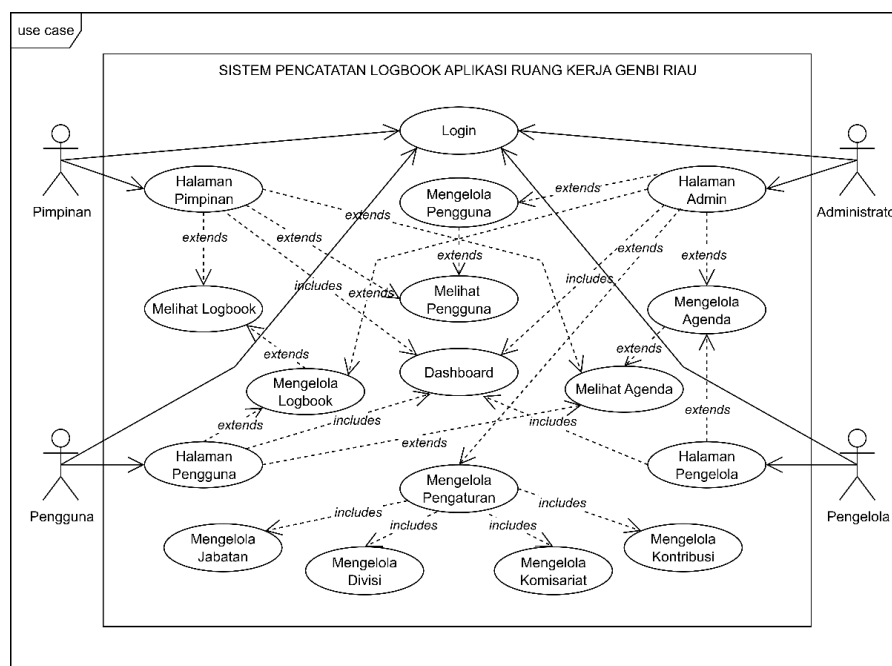 use case
SISTEM PENCATATAN LOGBOOK APLIKASI RUANG KERJA GENBI RIAU
Login
Pimpinan
Halaman
Pimpinan
Mengelola
Pengguna
Halaman
Admin
Administrato
extends
extends
extends
extends
extends
extends
extends
extends
includes
extends
includes
Melihat Logbook
Melihat
Pengguna
Mengelola
Agenda
extends
extends
Mengelola
Logbook
Dashboard
Melihat Agenda
extends
includes
extends
includes
extends
Pengguna
Halaman
Pengguna
Mengelola
Pengaturan
Halaman
Pengelola
Pengelola
includes
includes
includes
includes
Mengelola
Jabatan
Mengelola
Divisi
Mengelola
Komisariat
Mengelola
Kontribusi